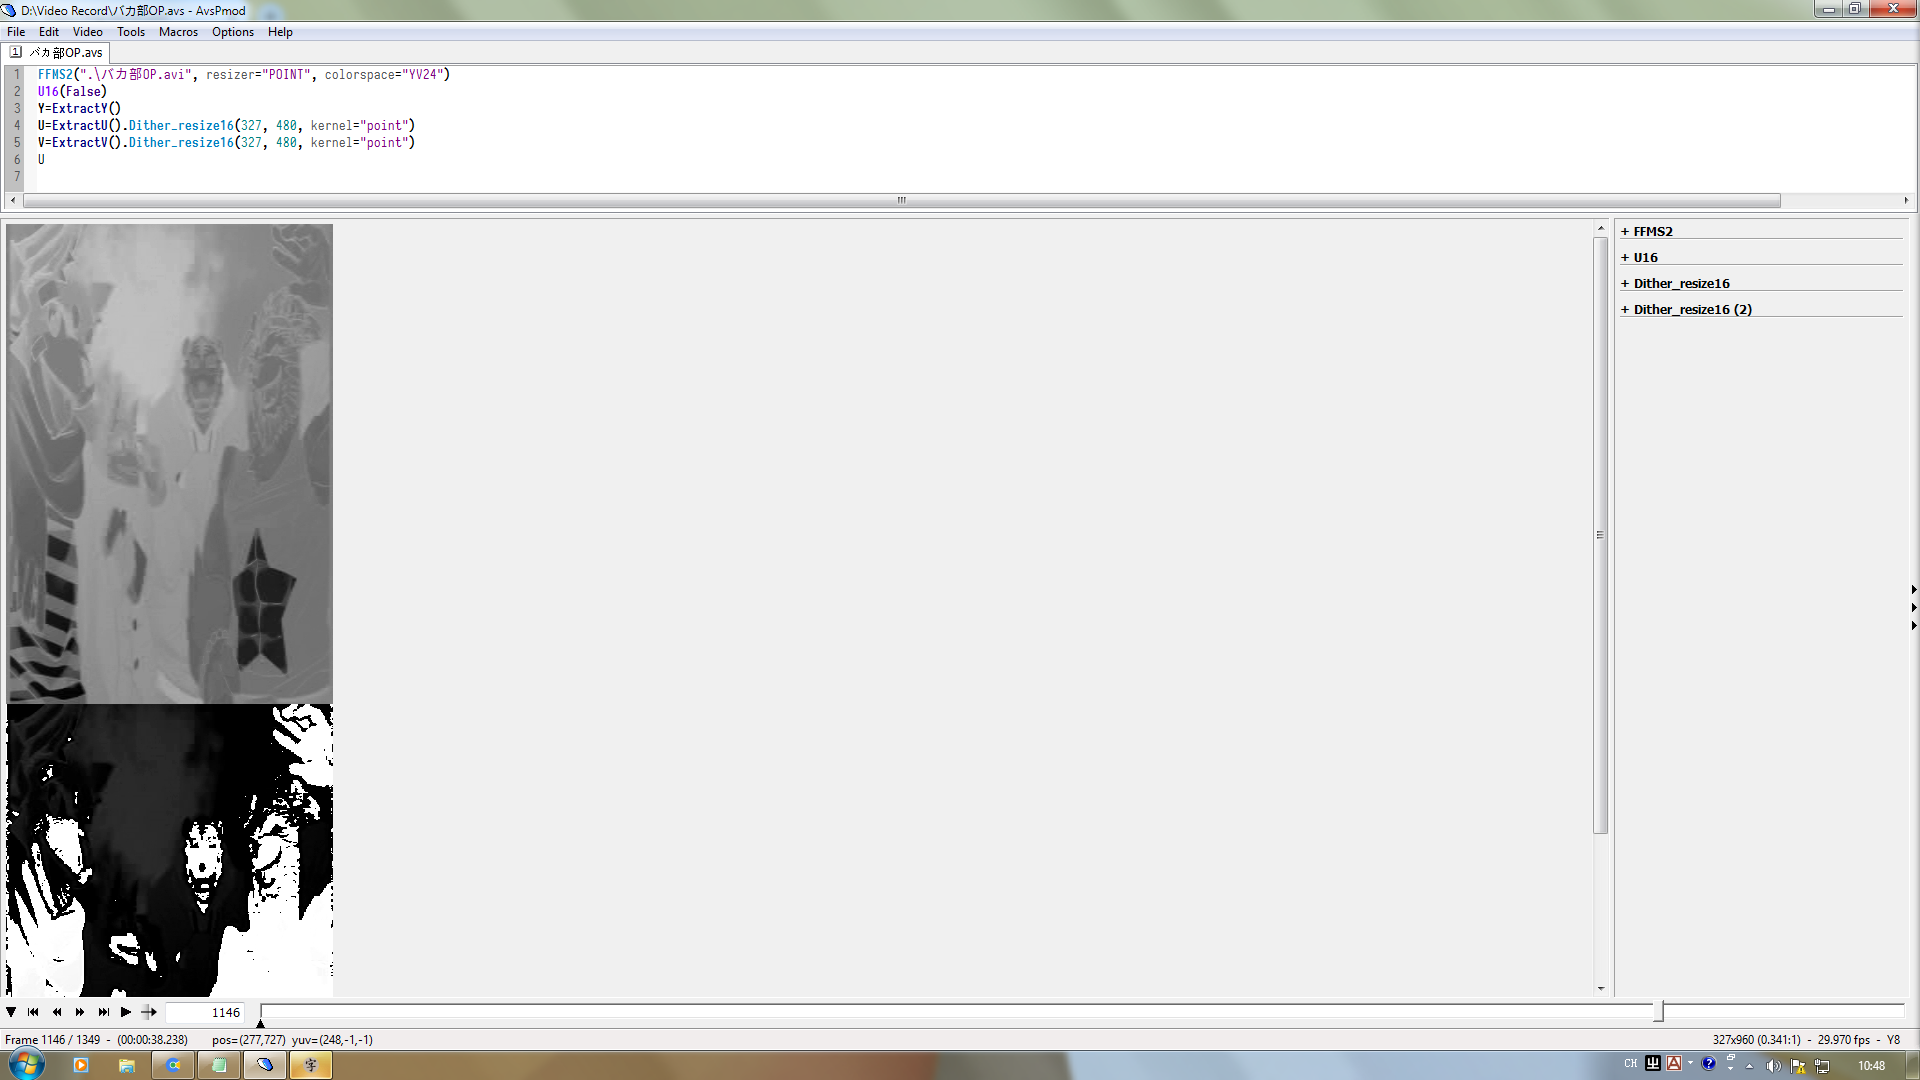 D:\Video Record\バカ部OP.avs - AvsPmod
File Edit Video Tools Macros Options Help
1 バカ部OP.avs
1 FFMS2(".\バカ部OP.avi", resizer="POINT", colorspace="YV24")
2 U16(False)
3 Y=ExtractY()
4 U=ExtractU().Dither_resize16(327, 480, kernel="point")
5 V=ExtractV().Dither_resize16(327, 480, kernel="point")
6 U
7
+ FFMS2
+ U16
+ Dither_resize16
+ Dither_resize16 (2)
1146
Frame 1146 / 1349 - (00:00:38.238) pos=(277,727) yuv=(248,-1,-1)
327x960 (0.341:1) - 29.970 fps - Y8
字
CH
A
10:48